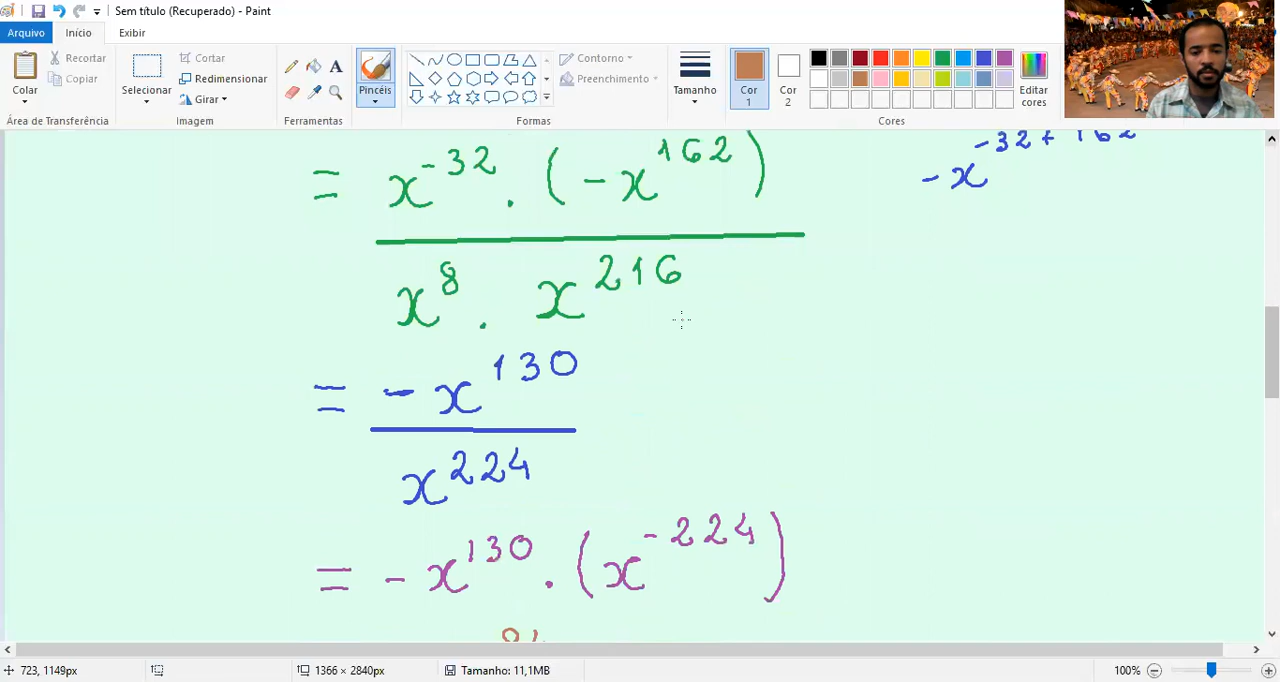 Sem título (Recuperado) - Paint
Arquivo Início Exibir
Colar
Recortar
Copiar
Área de Transferência
Selecionar
Cortar
Redimensionar
Girar
Imagem
A
Ferramentas
Pincéis
Contorno
Preenchimento
Formas
Tamanho
Cor 1
Cor 2
Editar cores
Cores
-x^{-32+162}
= x^{-32} . (-x^{162})
x^{8} . x^{216}
= -x^{130}
x^{224}
= -x^{130} . (x^{-224})
723, 1149px
1366 × 2840px
Tamanho: 11,1MB
100%